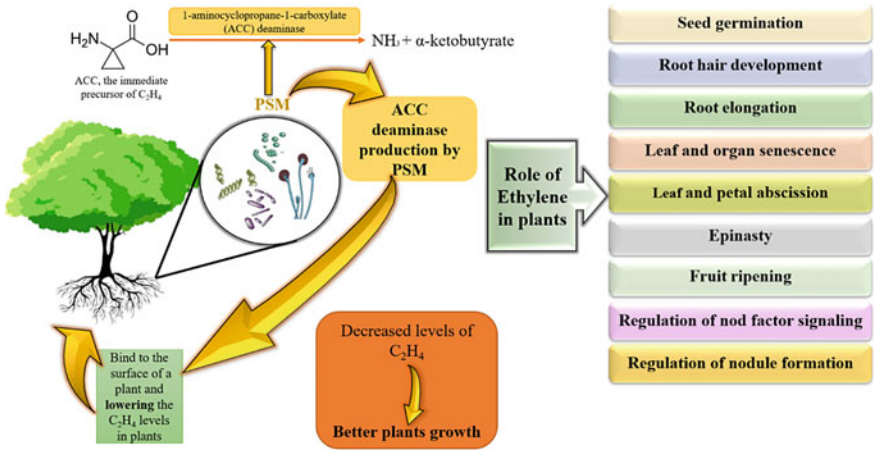 1-aminocyclopropane-1-carboxylate
(ACC) deaminase
H₂N
O
OH
NH₃ + α-ketobutyrate
ACC, the immediate
precursor of C₂H₄
PSM
ACC
deaminase
production by
PSM
Bind to the
surface of a
plant and
lowering the
C₂H₄ levels
in plants
Decreased levels of
C₂H₄
Better plants growth
Role of
Ethylene
in plants
Seed germination
Root hair development
Root elongation
Leaf and organ senescence
Leaf and petal abscission
Epinasty
Fruit ripening
Regulation of nod factor signaling
Regulation of nodule formation